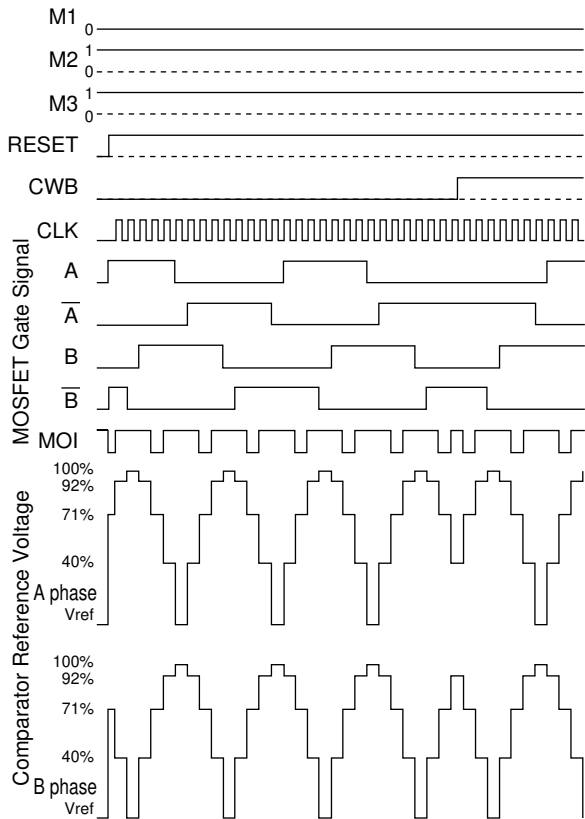 M1
0
M2 1
0
M3 1
0
RESET
CWB
CLK
MOSFET Gate Signal
A
A
B
B
MOI
Comparator Reference Voltage
100%
92%
71%
40%
A phase
Vref
100%
92%
71%
40%
B phase
Vref